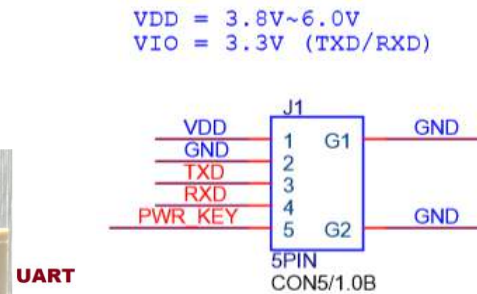 VDD = 3.8V~6.0V
VIO = 3.3V (TXD/RXD)
J1
VDD 1 G1 GND
GND 2
TXD 3
RXD 4
PWR_KEY 5 G2 GND
5PIN
CON5/1.0B
UART